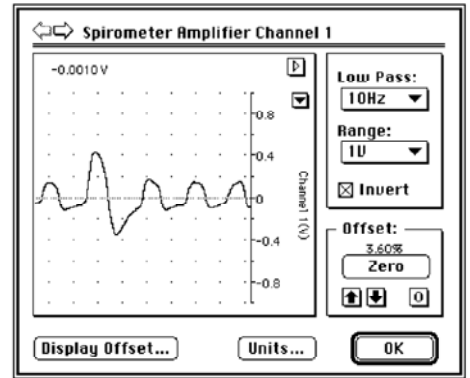 Spirometer Amplifier Channel 1
-0.0010V
0.8
0.4
0
-0.4
-0.8
Channel 1 (V)
Low Pass:
10Hz
Range:
1V
Invert
Offset:
3.60%
Zero
0
Display Offset...
Units...
OK